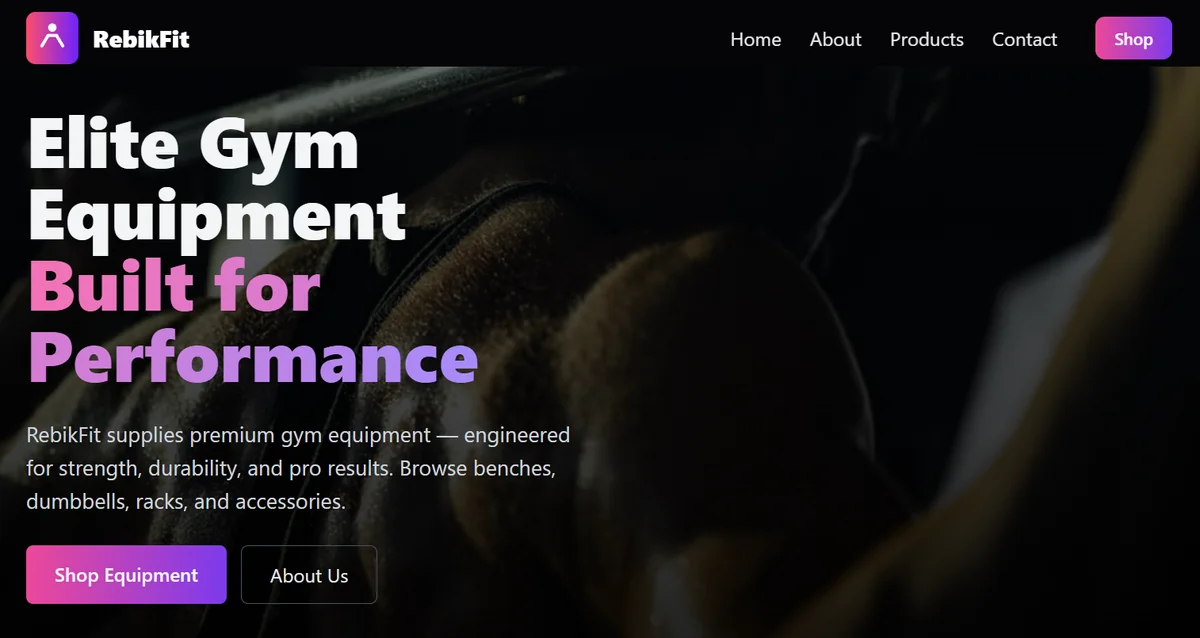 RebikFit
Home
About
Products
Contact
Shop
Elite Gym
Equipment
Built for
Performance
RebikFit supplies premium gym equipment — engineered
for strength, durability, and pro results. Browse benches,
dumbbells, racks, and accessories.
Shop Equipment
About Us